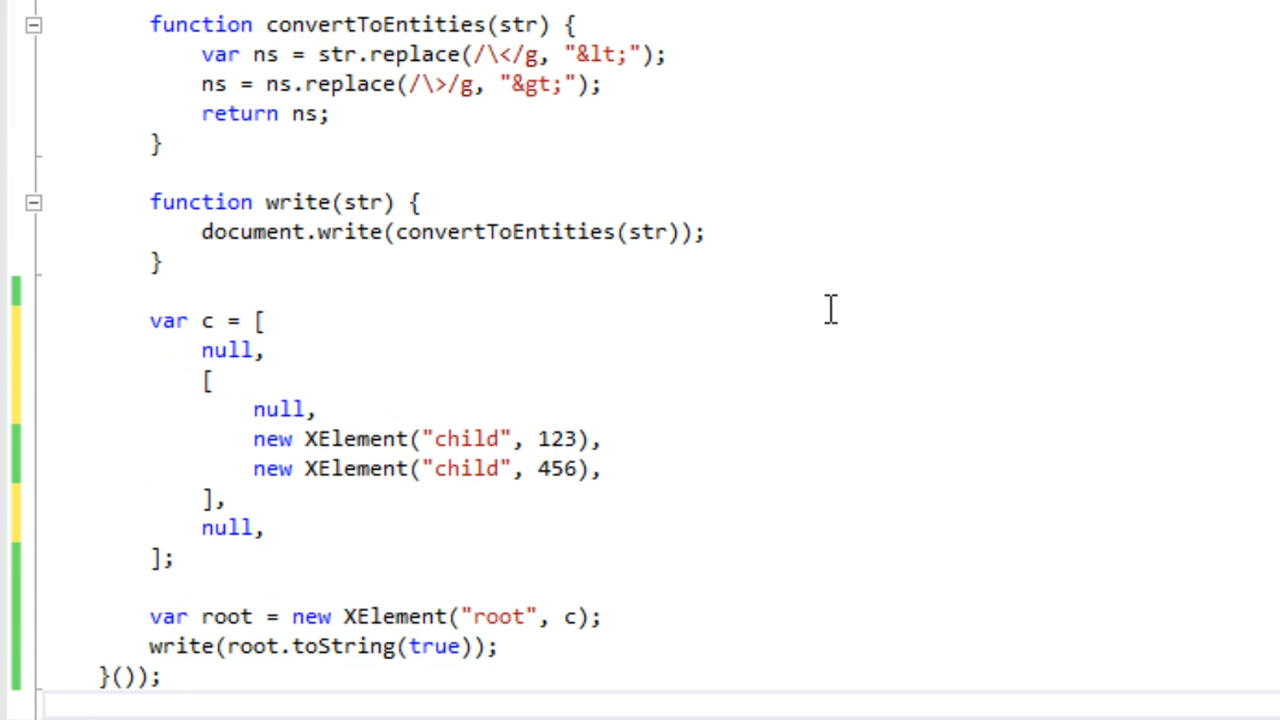 function convertToEntities(str) {
var ns = str.replace(/\</g, "&lt;");
ns = ns.replace(/\>/g, "&gt;");
return ns;
}
function write(str) {
document.write(convertToEntities(str));
}
var c = [
null,
[
null,
new XElement("child", 123),
new XElement("child", 456),
],
null,
];
var root = new XElement("root", c);
write(root.toString(true));
}());